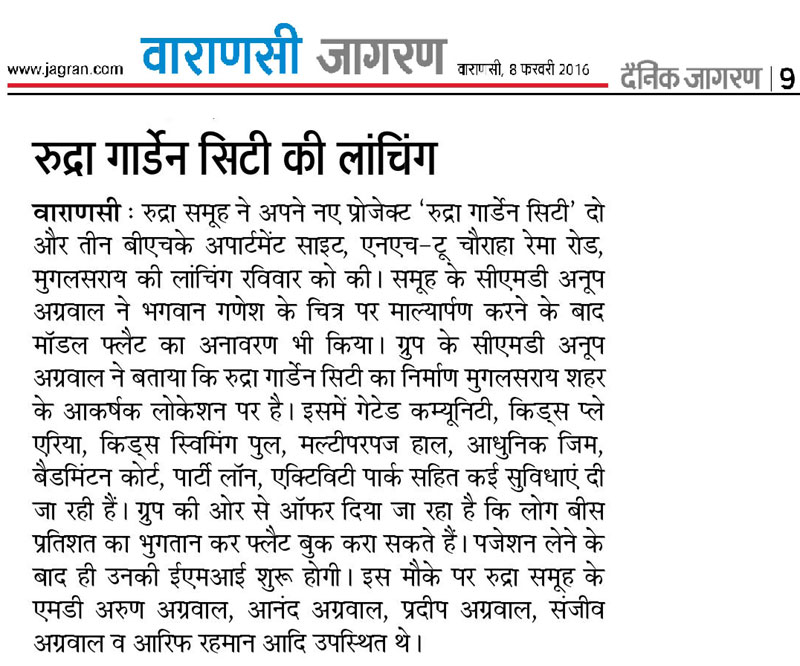 www.jagran.com वाराणसी जागरण वाराणसी, 8 फरवरी 2016 दैनिक जागरण | 9
रुद्रा गार्डेन सिटी की लांचिंग
वाराणसी : रुद्रा समूह ने अपने नए प्रोजेक्ट ‘रुद्रा गार्डेन सिटी’ दो
और तीन बीएचके अपार्टमेंट साइट, एनएच-टू चौराहा रेमा रोड,
मुगलसराय की लांचिंग रविवार को की। समूह के सीएमडी अनूप
अग्रवाल ने भगवान गणेश के चित्र पर माल्यार्पण करने के बाद
मॉडल फ्लैट का अनावरण भी किया। ग्रुप के सीएमडी अनूप
अग्रवाल ने बताया कि रुद्रा गार्डेन सिटी का निर्माण मुगलसराय शहर
के आकर्षक लोकेशन पर है। इसमें गेटेड कम्यूनिटी, किड्स प्ले
एरिया, किड्स स्विमिंग पुल, मल्टीपरपज हाल, आधुनिक जिम,
बैडमिंटन कोर्ट, पार्टी लॉन, एक्टिविटी पार्क सहित कई सुविधाएं दी
जा रही हैं। ग्रुप की ओर से ऑफर दिया जा रहा है कि लोग बीस
प्रतिशत का भुगतान कर फ्लैट बुक करा सकते हैं। पजेशन लेने के
बाद ही उनकी ईएमआई शुरू होगी। इस मौके पर रुद्रा समूह के
एमडी अरुण अग्रवाल, आनंद अग्रवाल, प्रदीप अग्रवाल, संजीव
अग्रवाल व आरिफ रहमान आदि उपस्थित थे।